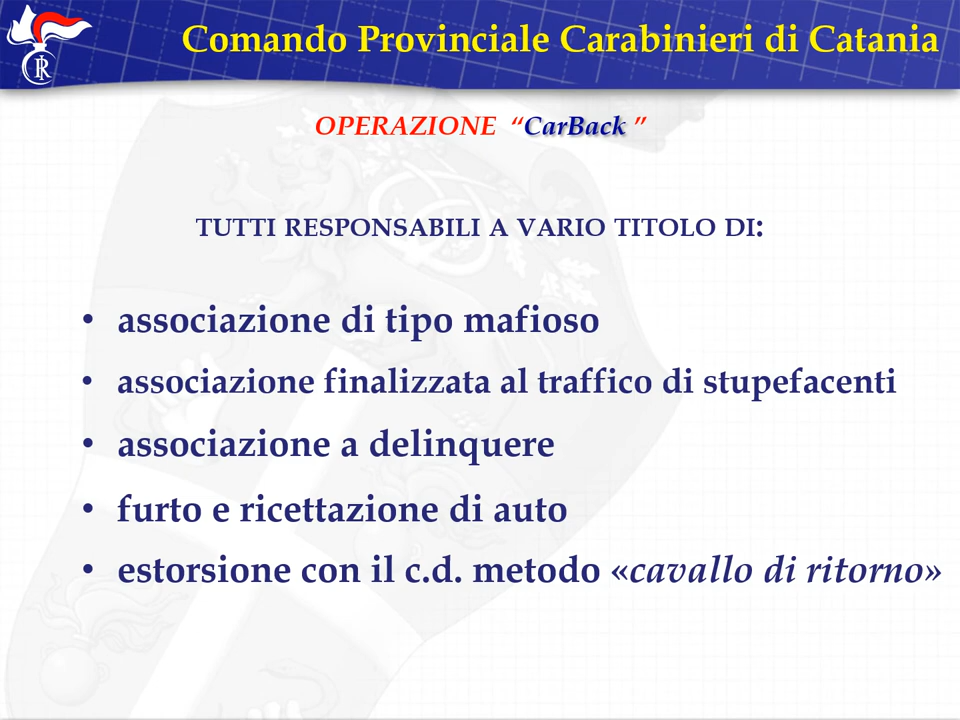 Comando Provinciale Carabinieri di Catania
OPERAZIONE “CarBack ”
TUTTI RESPONSABILI A VARIO TITOLO DI:
• associazione di tipo mafioso
• associazione finalizzata al traffico di stupefacenti
• associazione a delinquere
• furto e ricettazione di auto
• estorsione con il c.d. metodo «cavallo di ritorno»